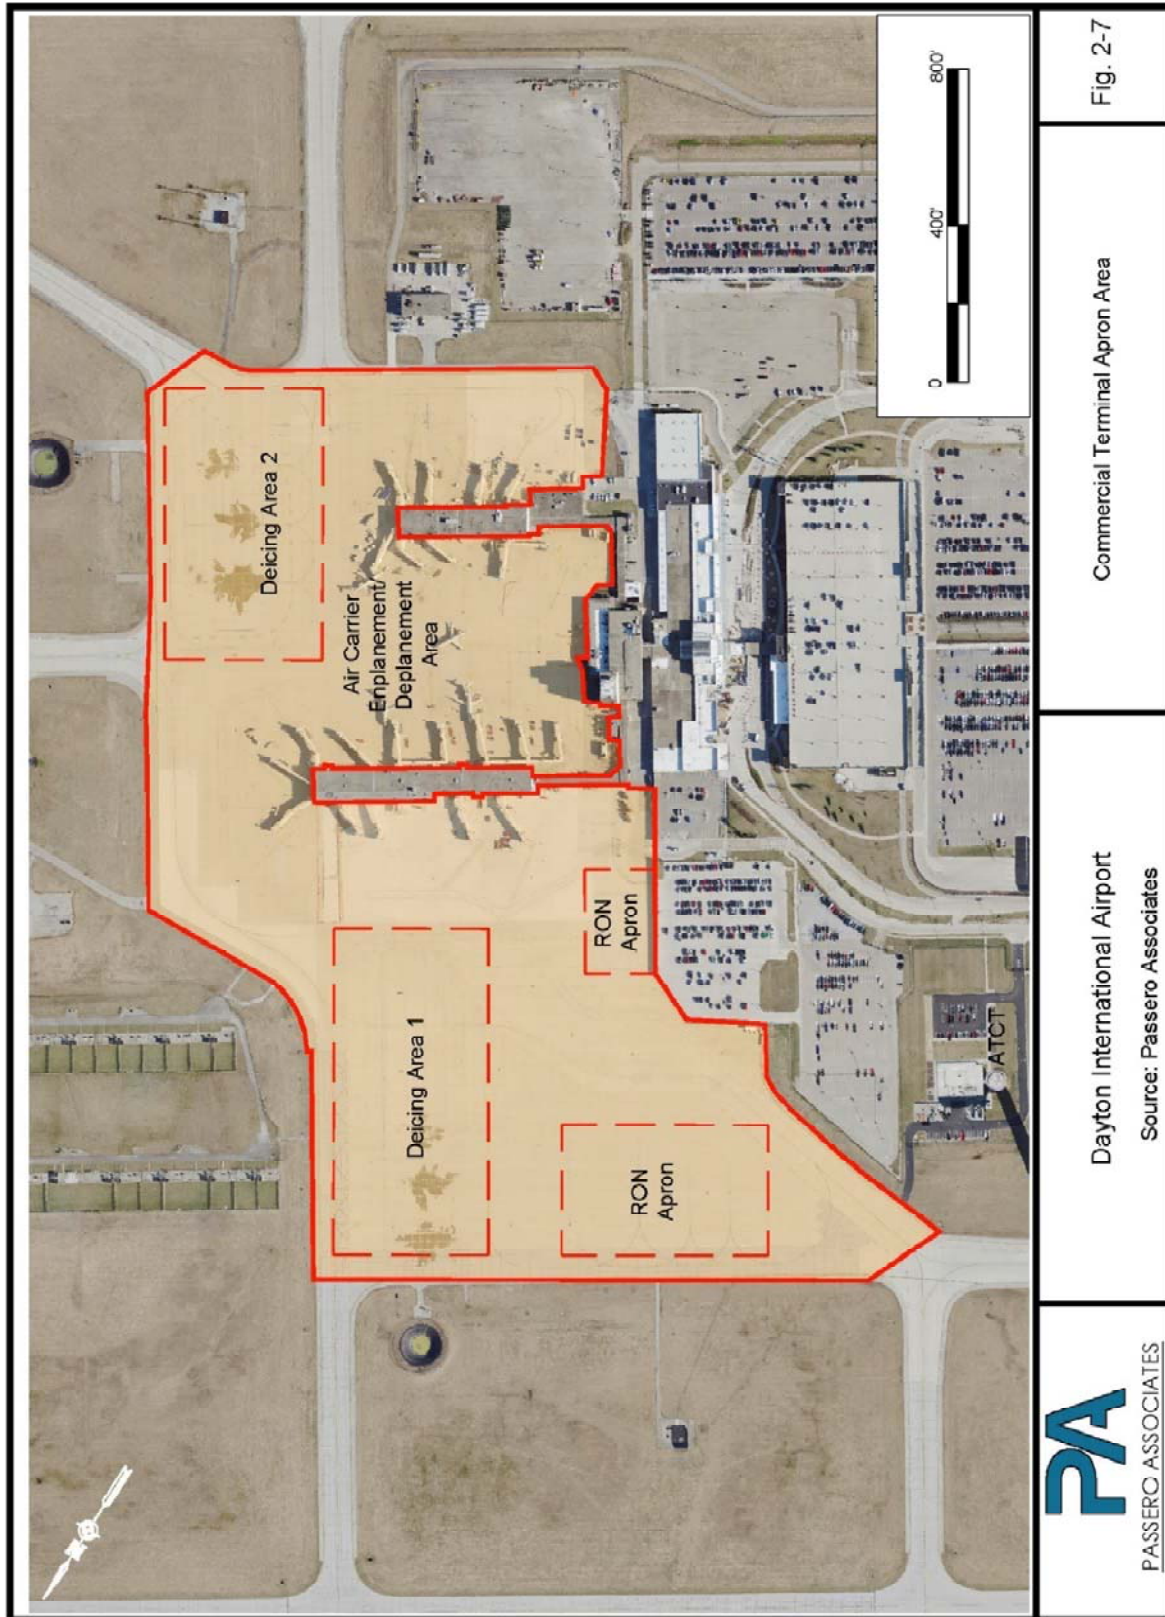 Deicing Area 1
Deicing Area 2
Air Carrier
Enplanement/
Deplanement
Area
RON
Apron
RON
Apron
ATCT
0
400'
800'
PA
PASSERO ASSOCIATES
Dayton International Airport
Source: Passero Associates
Commercial Terminal Apron Area
Fig. 2-7